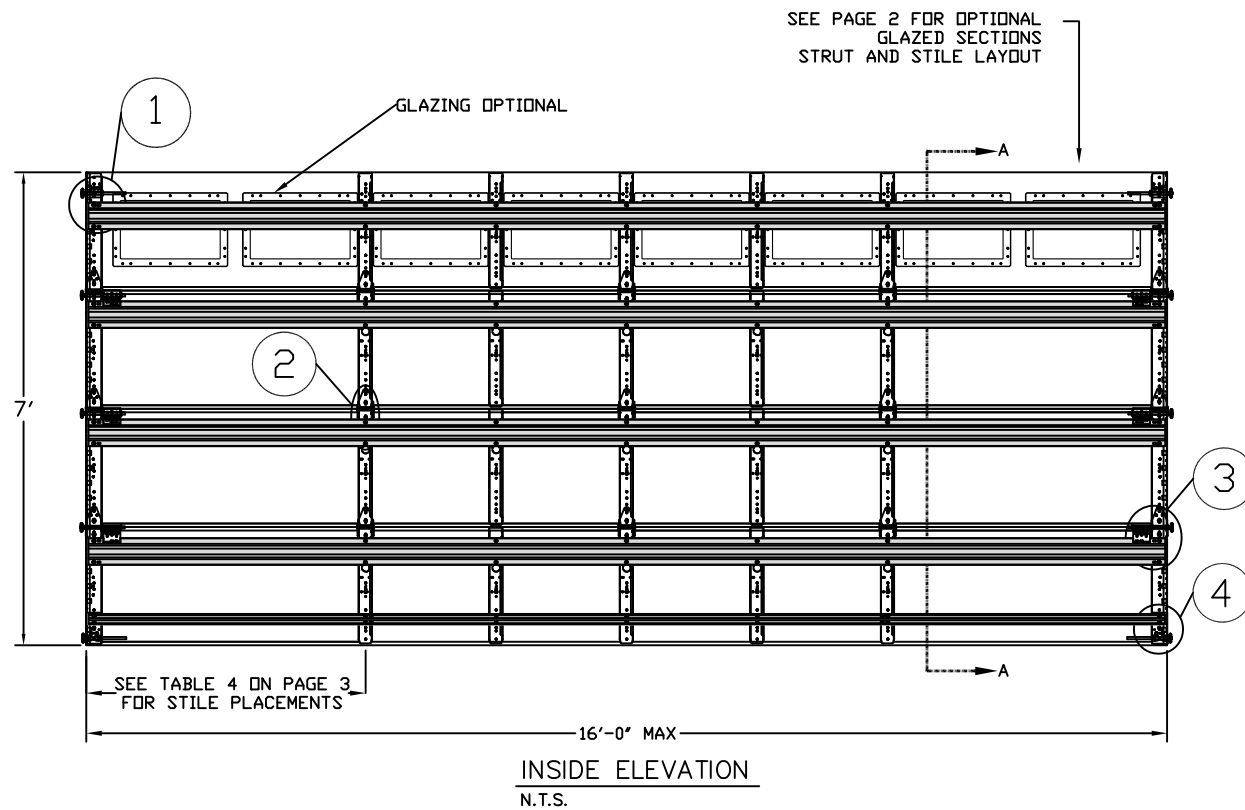 SEE PAGE 2 FOR OPTIONAL
GLAZED SECTIONS
STRUT AND STILE LAYOUT
1
GLAZING OPTIONAL
A
2
7'
3
4
A
SEE TABLE 4 ON PAGE 3
FOR STILE PLACEMENTS
16'-0" MAX
INSIDE ELEVATION
N.T.S.